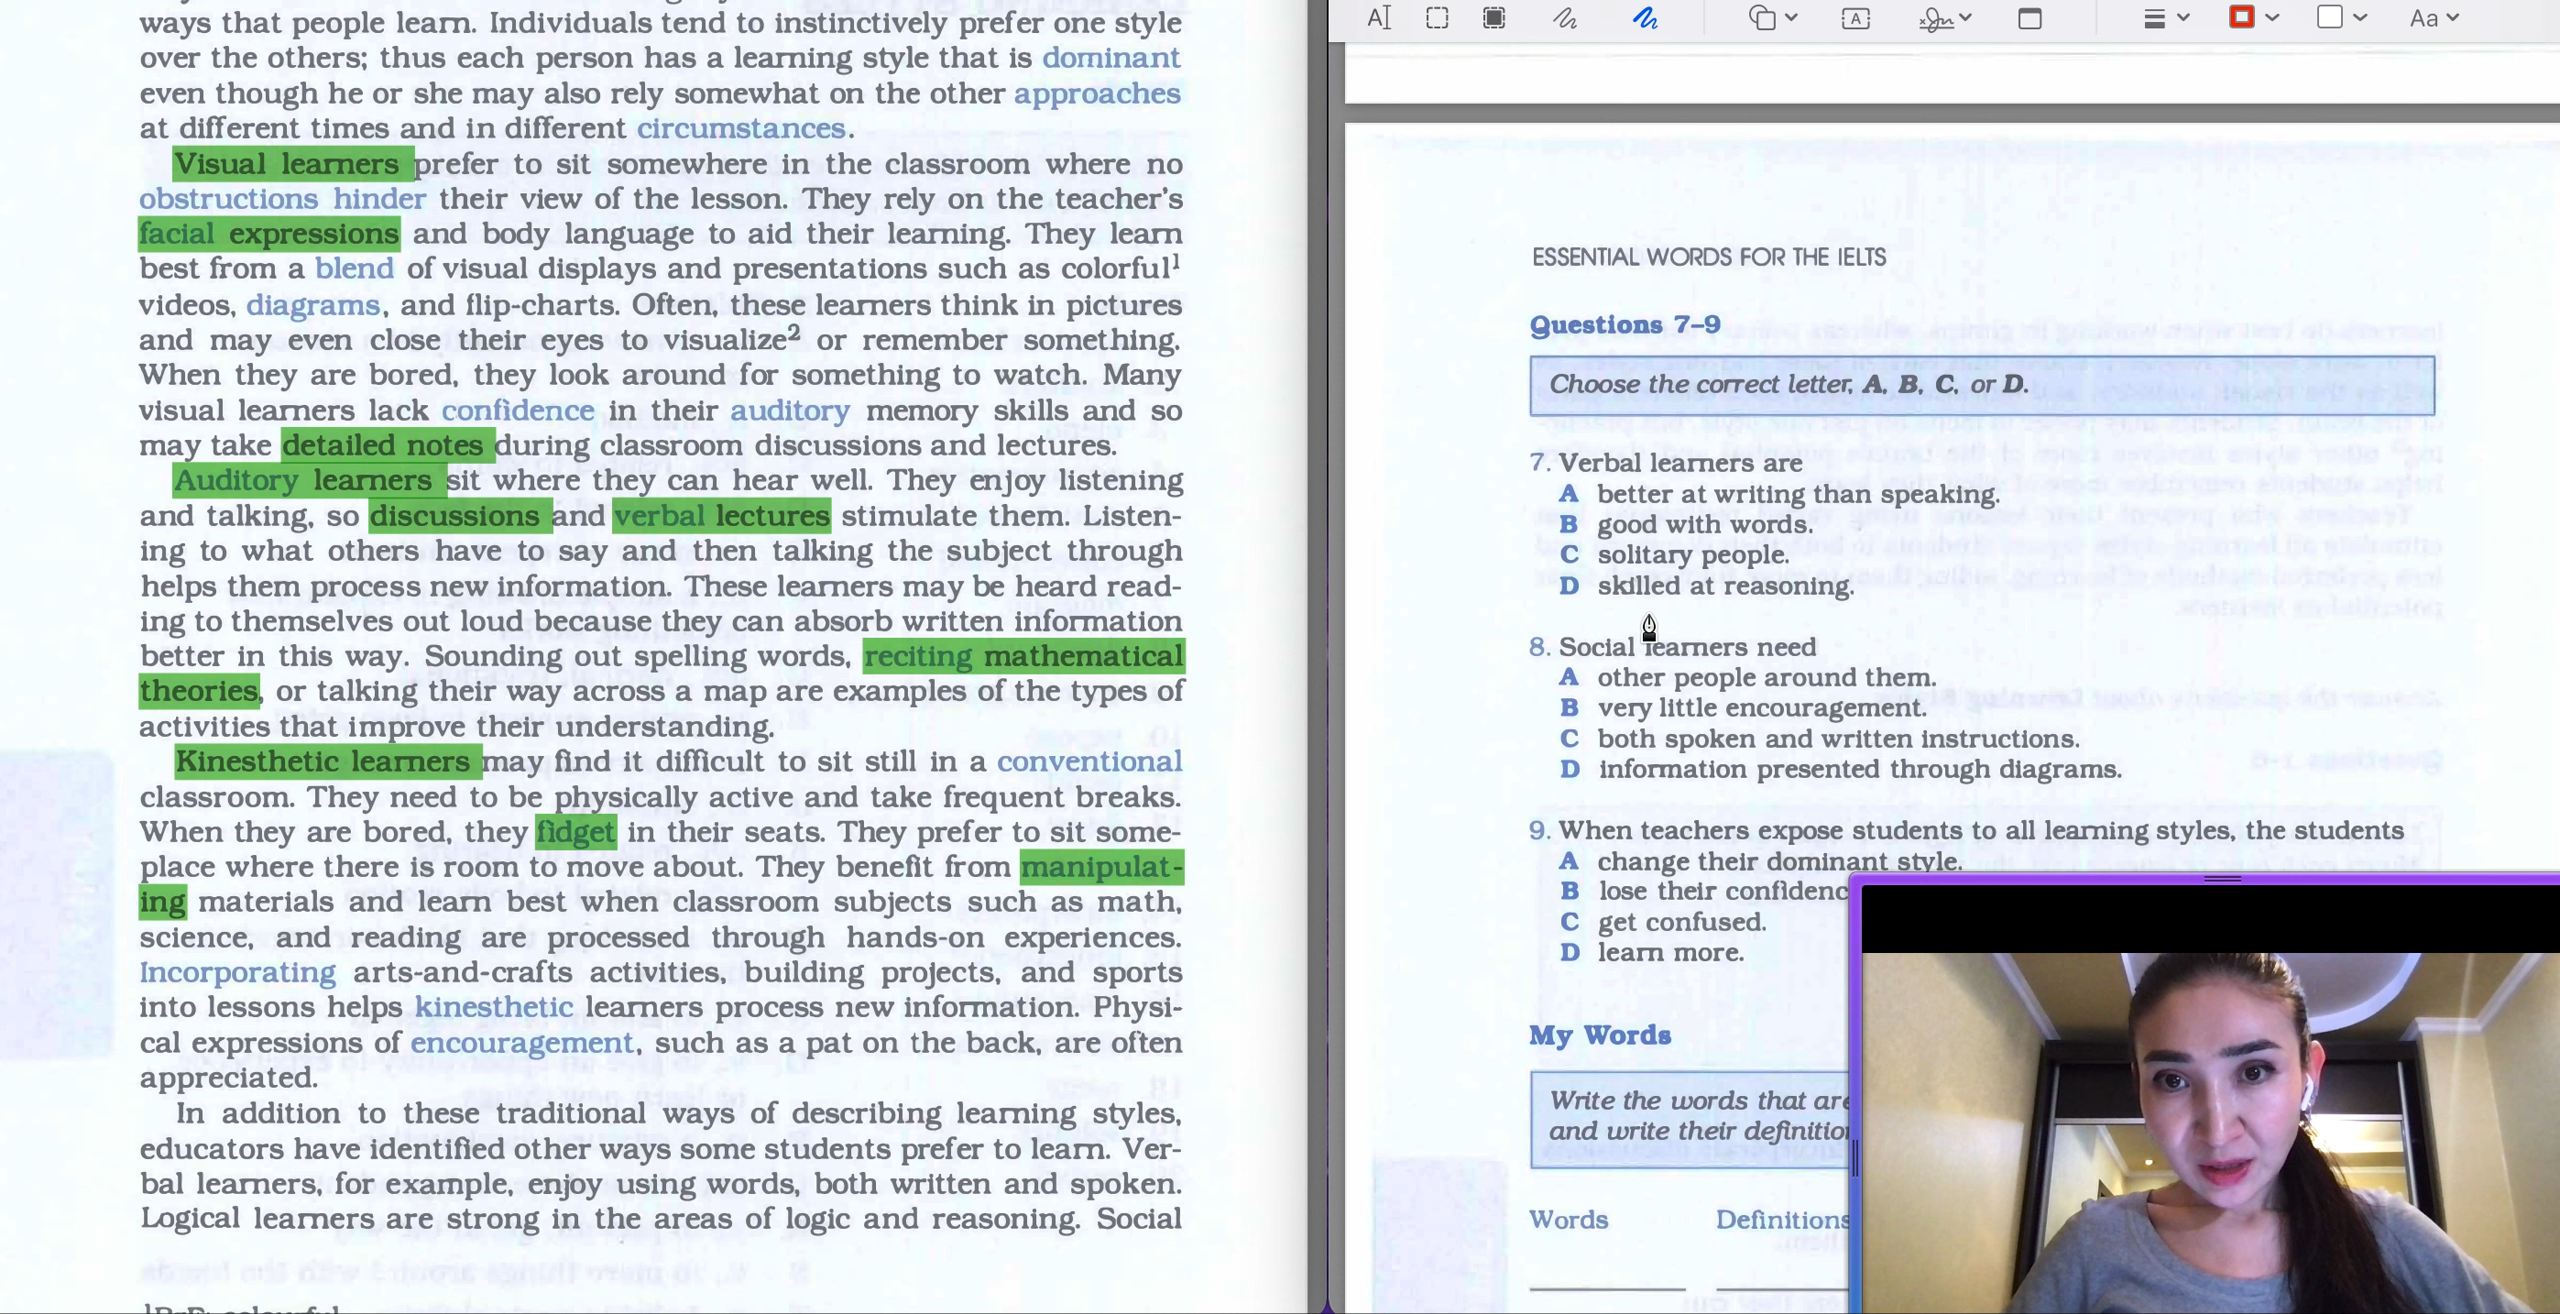 ways that people learn. Individuals tend to instinctively prefer one style
over the others; thus each person has a learning style that is dominant
even though he or she may also rely somewhat on the other approaches
at different times and in different circumstances.
Visual learners prefer to sit somewhere in the classroom where no
obstructions hinder their view of the lesson. They rely on the teacher's
facial expressions and body language to aid their learning. They learn
best from a blend of visual displays and presentations such as colorful¹
videos, diagrams, and flip-charts. Often, these learners think in pictures
and may even close their eyes to visualize² or remember something.
When they are bored, they look around for something to watch. Many
visual learners lack confidence in their auditory memory skills and so
may take detailed notes during classroom discussions and lectures.
Auditory learners sit where they can hear well. They enjoy listening
and talking, so discussions and verbal lectures stimulate them. Listen-
ing to what others have to say and then talking the subject through
helps them process new information. These learners may be heard read-
ing to themselves out loud because they can absorb written information
better in this way. Sounding out spelling words, reciting mathematical
theories, or talking their way across a map are examples of the types of
activities that improve their understanding.
Kinesthetic learners may find it difficult to sit still in a conventional
classroom. They need to be physically active and take frequent breaks.
When they are bored, they fidget in their seats. They prefer to sit some-
place where there is room to move about. They benefit from manipulat-
ing materials and learn best when classroom subjects such as math,
science, and reading are processed through hands-on experiences.
Incorporating arts-and-crafts activities, building projects, and sports
into lessons helps kinesthetic learners process new information. Physi-
cal expressions of encouragement, such as a pat on the back, are often
appreciated.
In addition to these traditional ways of describing learning styles,
educators have identified other ways some students prefer to learn. Ver-
bal learners, for example, enjoy using words, both written and spoken.
Logical learners are strong in the areas of logic and reasoning. Social
Aa
ESSENTIAL WORDS FOR THE IELTS
Questions 7–9
Choose the correct letter, A, B, C, or D.
7. Verbal learners are
A better at writing than speaking.
B good with words.
C solitary people.
D skilled at reasoning.
8. Social learners need
A other people around them.
B very little encouragement.
C both spoken and written instructions.
D information presented through diagrams.
9. When teachers expose students to all learning styles, the students
A change their dominant style.
B lose their confidenc
C get confused.
D learn more.
My Words
Write the words that are
and write their definition
Words Definitions